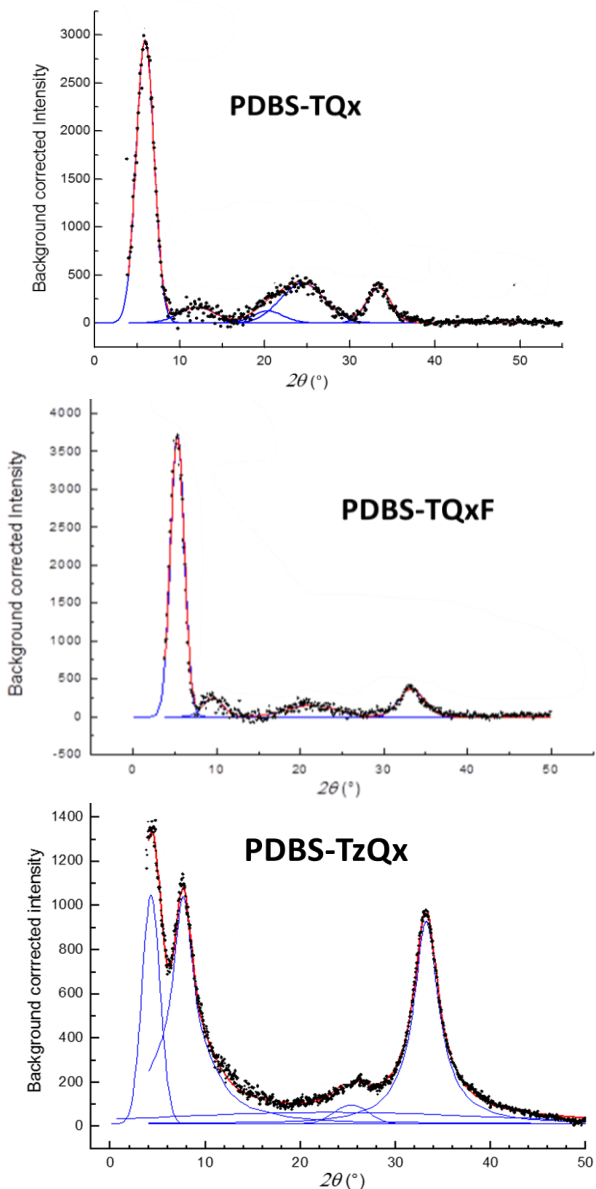 3000
2500
2000
1500
1000
500
0
Background corrected Intensity
PDBS-TQx
0 10 20 30 40 50
2θ (°)
4000
3500
3000
2500
2000
1500
1000
500
0
-500
Background corrected Intensity
PDBS-TQxF
0 10 20 30 40 50
2θ (°)
1400
1200
1000
800
600
400
200
0
Background corrrected intensity
PDBS-TzQx
0 10 20 30 40 50
2θ (°)